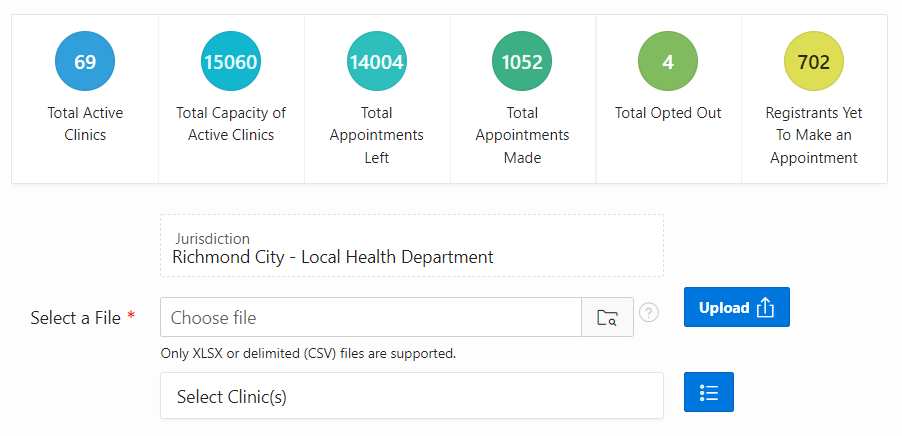 69
15060
14004
1052
4
702
Total Active
Clinics
Total Capacity of
Active Clinics
Total
Appointments
Left
Total
Appointments
Made
Total Opted Out
Registrants Yet
To Make an
Appointment
Jurisdiction
Richmond City - Local Health Department
Select a File *
Choose file
?
Upload
Only XLSX or delimited (CSV) files are supported.
Select Clinic(s)